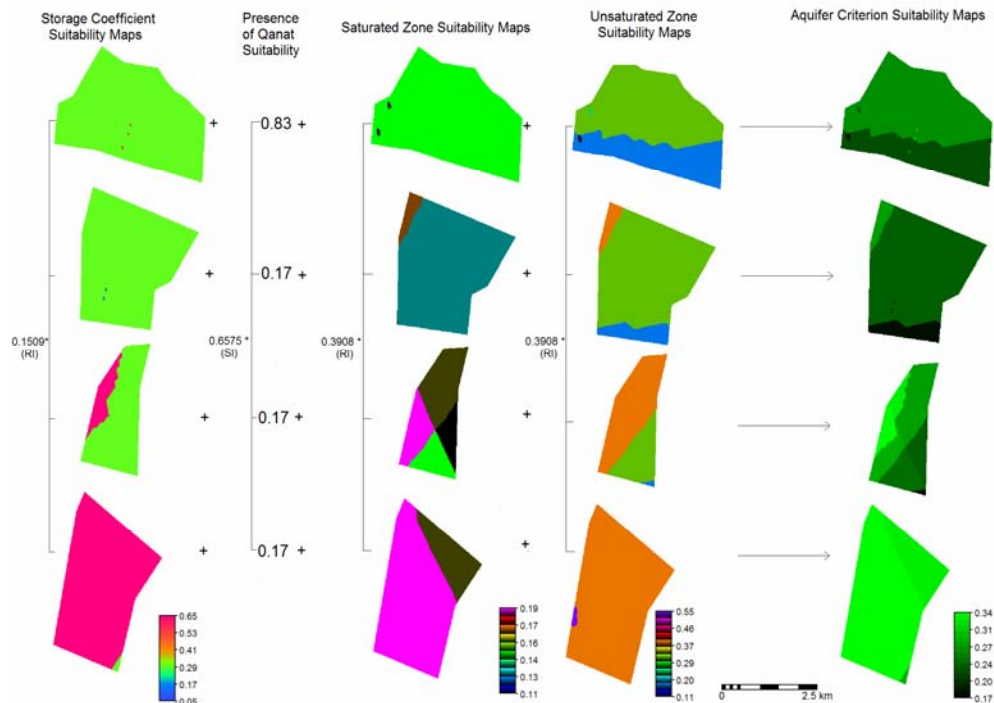 Storage Coefficient
Suitability Maps
Presence
of Qanat
Suitability
Saturated Zone Suitability Maps
Unsaturated Zone
Suitability Maps
Aquifer Criterion Suitability Maps
+
0.83 +
+
+
0.17 +
+
0.1509*
(RI)
0.6575*
(SI)
0.3908 *
(RI)
0.3908*
(RI)
+
0.17 +
+
+
0.17 +
+
0.65
0.53
0.41
0.29
0.17
0.05
0.19
0.17
0.16
0.14
0.13
0.11
0.55
0.46
0.37
0.29
0.20
0.11
2.5 km
0.34
0.31
0.27
0.24
0.20
0.17